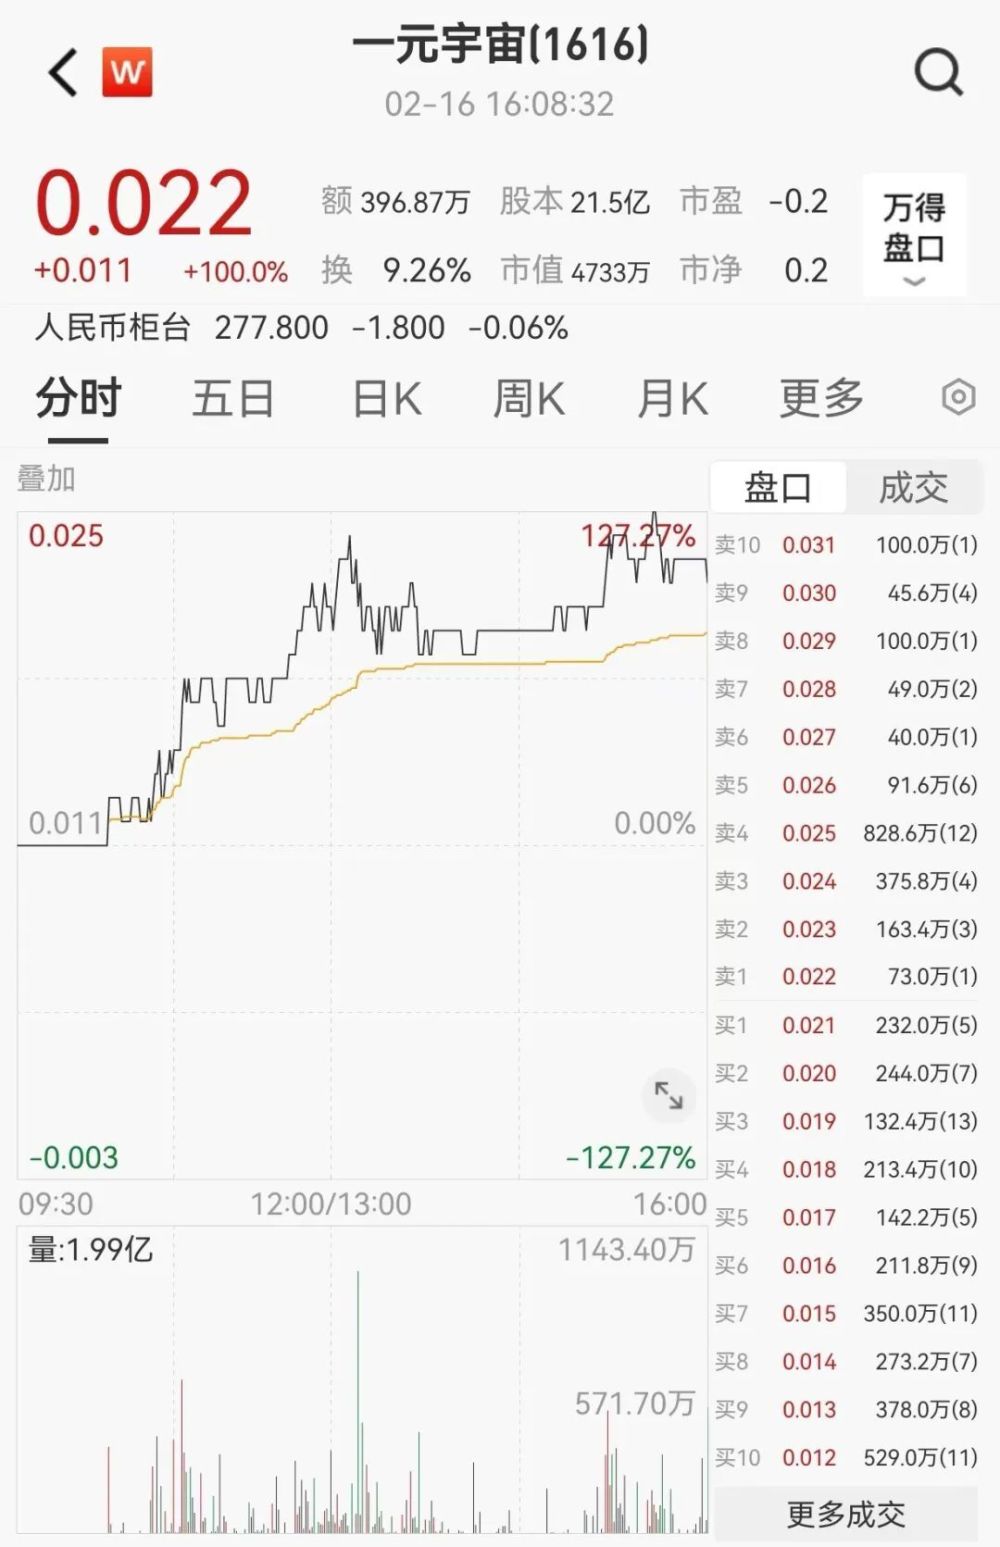 一元宇宙(1616)
W
02-16 16:08:32
0.022
额 396.87万 股本 21.5亿 市盈 -0.2
万得
盘口
+0.011 +100.0% 换 9.26% 市值 4733万 市净 0.2
人民币柜台 277.800 -1.800 -0.06%
分时 五日 日K 周K 月K 更多
叠加
盘口 成交
0.025 127.27%
0.011 0.00%
-0.003 -127.27%
09:30 12:00/13:00 16:00
量:1.99亿 1143.40万
571.70万
卖10 0.031 100.0万(1)
卖9 0.030 45.6万(4)
卖8 0.029 100.0万(1)
卖7 0.028 49.0万(2)
卖6 0.027 40.0万(1)
卖5 0.026 91.6万(6)
卖4 0.025 828.6万(12)
卖3 0.024 375.8万(4)
卖2 0.023 163.4万(3)
卖1 0.022 73.0万(1)
买1 0.021 232.0万(5)
买2 0.020 244.0万(7)
买3 0.019 132.4万(13)
买4 0.018 213.4万(10)
买5 0.017 142.2万(5)
买6 0.016 211.8万(9)
买7 0.015 350.0万(11)
买8 0.014 273.2万(7)
买9 0.013 378.0万(8)
买10 0.012 529.0万(11)
更多成交